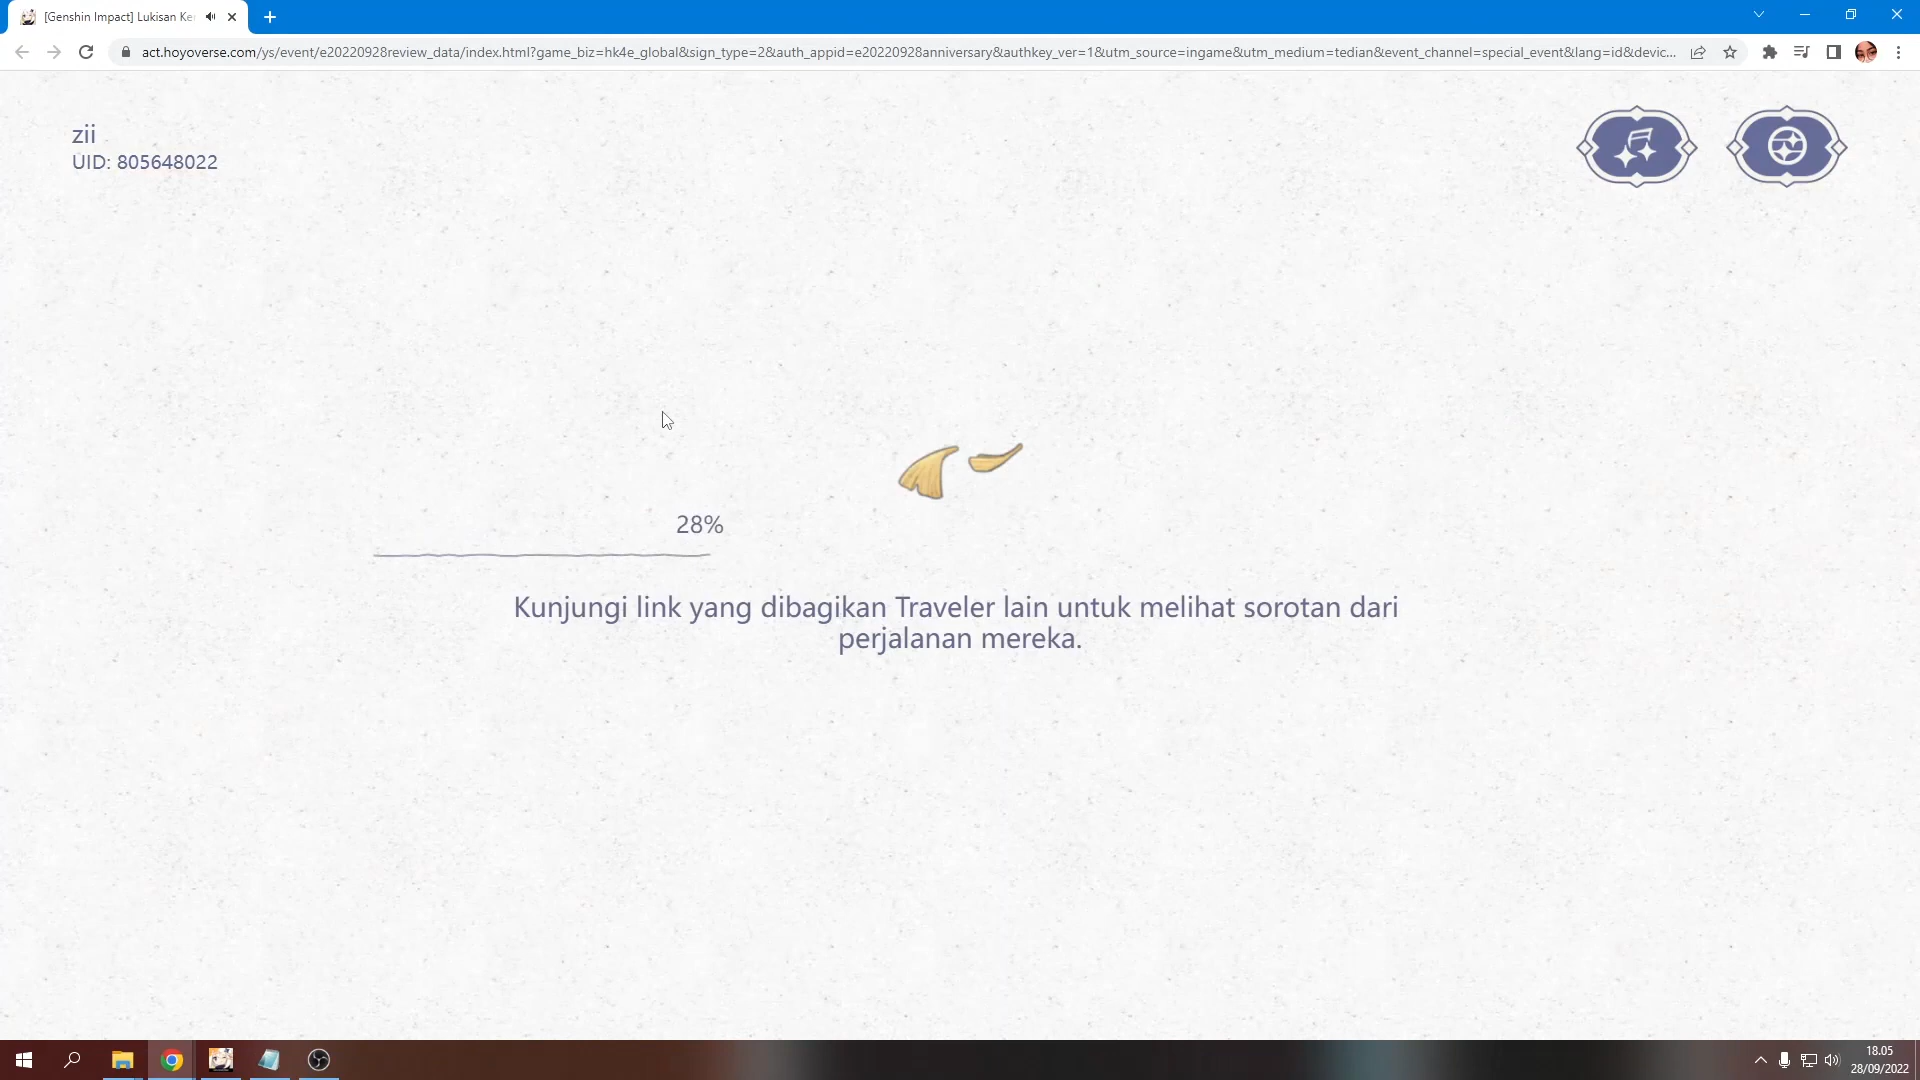 [Genshin Impact] Lukisan Ke
act.hoyoverse.com/ys/event/e20220928review_data/index.html?game_biz=hk4e_global&sign_type=2&auth_appid=e20220928anniversary&authkey_ver=1&utm_source=ingame&utm_medium=tedian&event_channel=special_event&lang=id&devic...
zii
UID: 805648022
28%
Kunjungi link yang dibagikan Traveler lain untuk melihat sorotan dari
perjalanan mereka.
18.05
28/09/2022